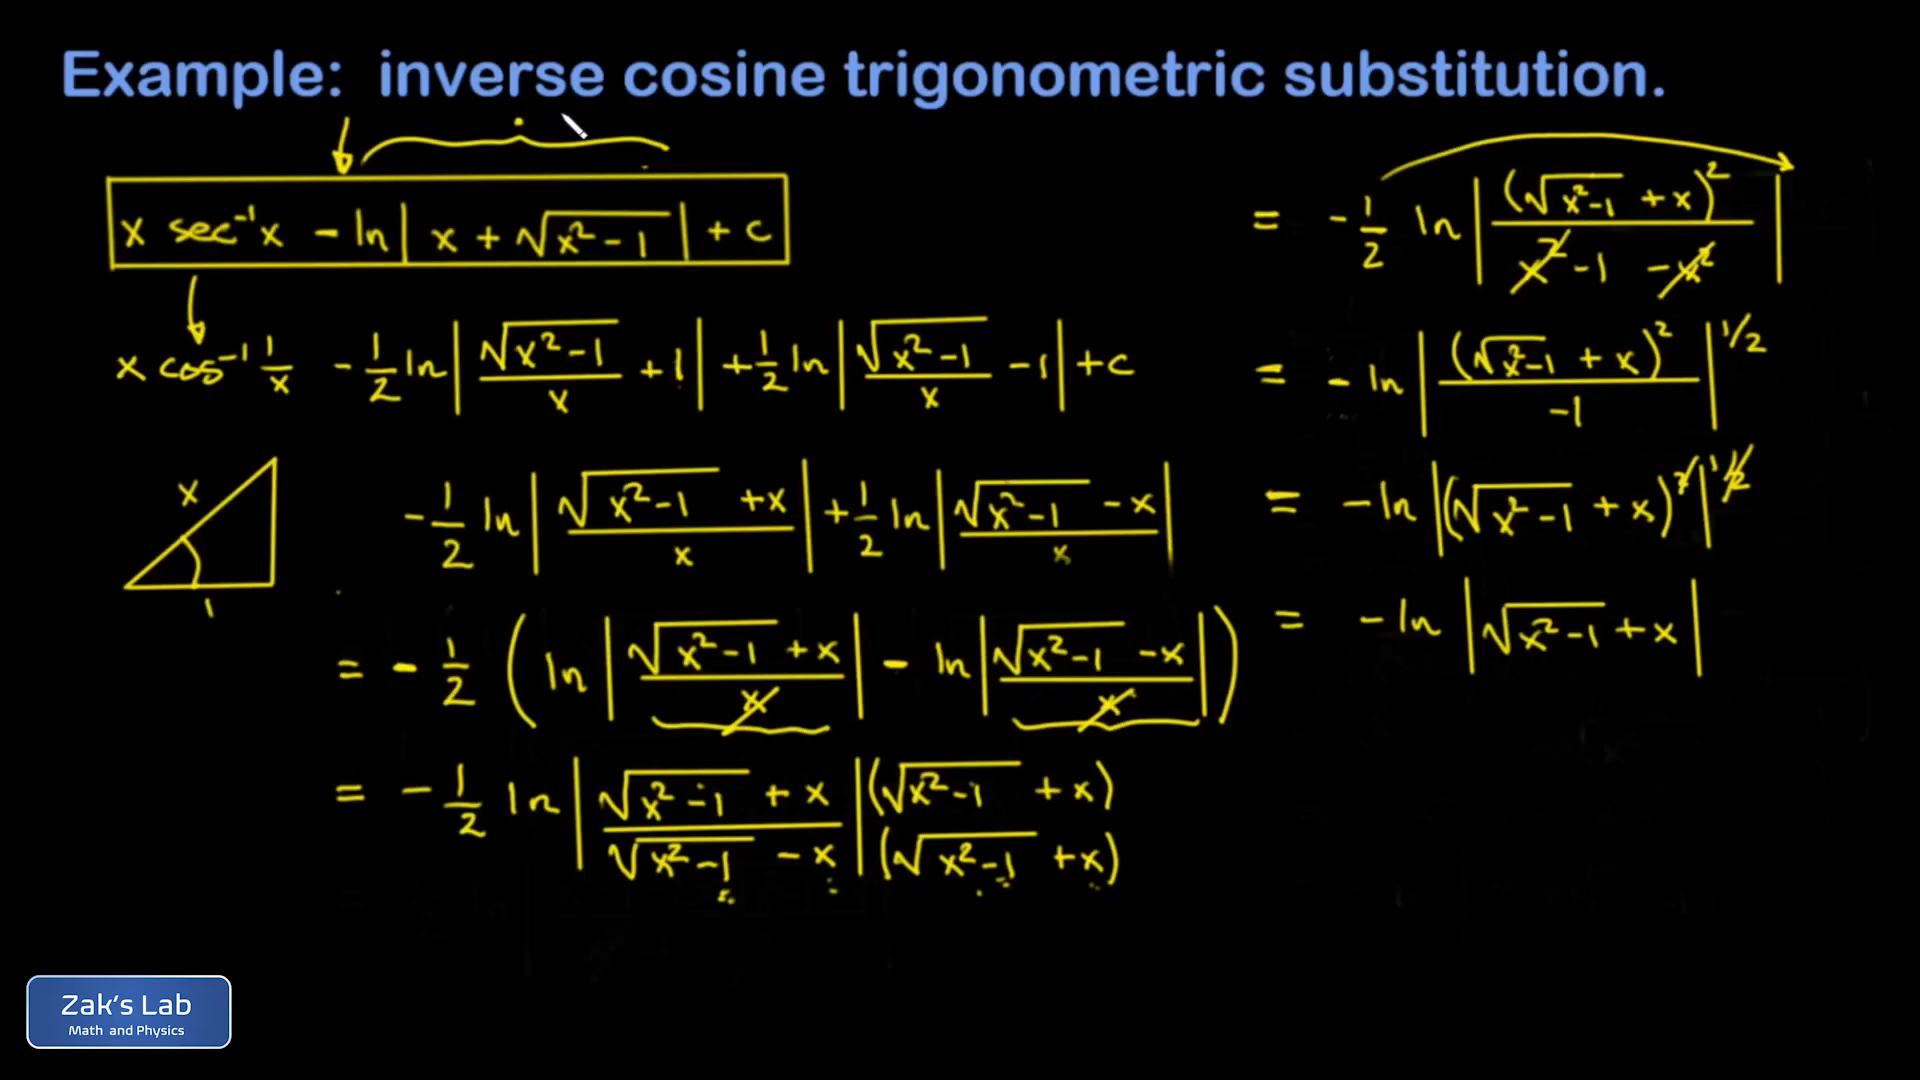 Example: inverse cosine trigonometric substitution.
x sec⁻¹x - ln| x + √(x² - 1) | + c
x cos⁻¹ 1/x - 1/2 ln| √(x² - 1)/x + 1 | + 1/2 ln| √(x² - 1)/x - 1 | + c
x
1
- 1/2 ln| (√(x² - 1) + x)/x | + 1/2 ln| (√(x² - 1) - x)/x |
= - 1/2 ( ln| (√(x² - 1) + x)/x | - ln| (√(x² - 1) - x)/x | )
= - 1/2 ln| (√(x² - 1) + x)/(√(x² - 1) - x) | (√(x² - 1) + x)/(√(x² - 1) + x)
= - 1/2 ln| (√(x² - 1) + x)²/(x² - 1 - x²) |
= - ln| (√(x² - 1) + x)²/-1 |^1/2
= - ln| (√(x² - 1) + x)² |^1/2
= - ln| √(x² - 1) + x |
Zak's Lab
Math and Physics